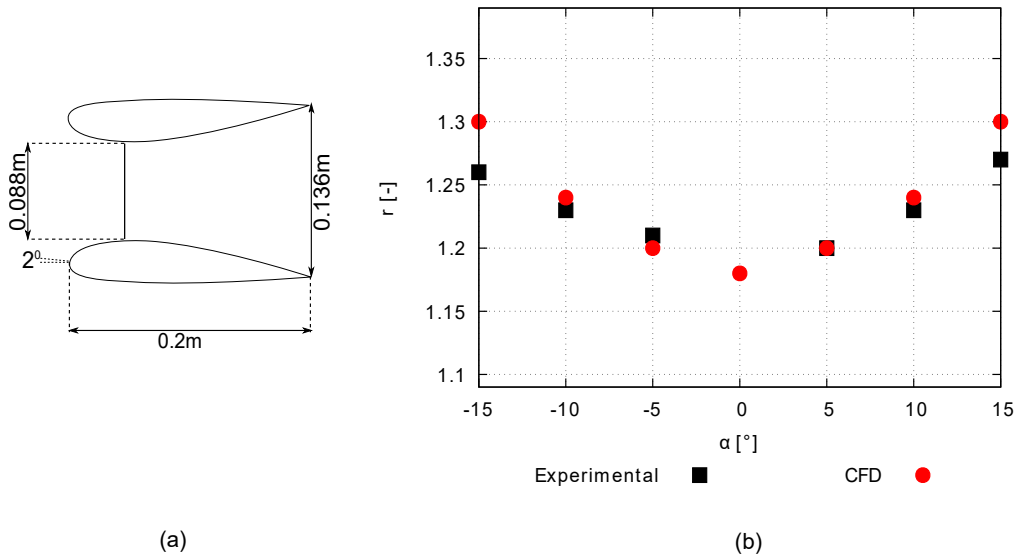 0.088m
0.136m
2⁰
0.2m
(a)
r [-]
1.35
1.3
1.25
1.2
1.15
1.1
-15 -10 -5 0 5 10 15
α [°]
Experimental CFD
(b)